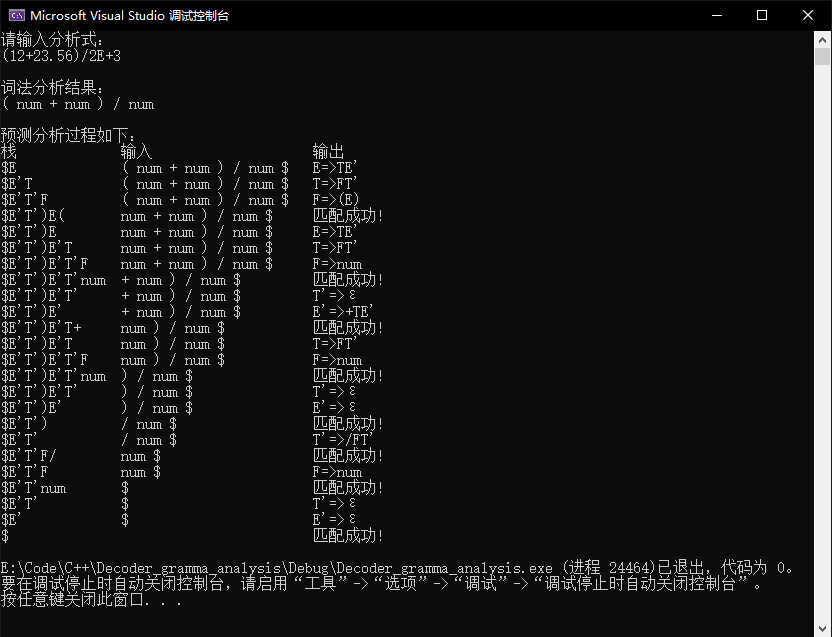 Microsoft Visual Studio 调试控制台
请输入分析式:
(12+23.56)/2E+3
词法分析结果:
( num + num ) / num
预测分析过程如下:
栈 输入 输出
$E ( num + num ) / num $ E=>TE'
$E'T ( num + num ) / num $ T=>FT'
$E'T'F ( num + num ) / num $ F=>(E)
$E'T')E( num + num ) / num $ 匹配成功!
$E'T')E num + num ) / num $ E=>TE'
$E'T')E'T num + num ) / num $ T=>FT'
$E'T')E'T'F num + num ) / num $ F=>num
$E'T')E'T'num + num ) / num $ 匹配成功!
$E'T')E'T' + num ) / num $ T'=>ε
$E'T')E' + num ) / num $ E'=>+TE'
$E'T')E'T+ num ) / num $ 匹配成功!
$E'T')E'T num ) / num $ T=>FT'
$E'T')E'T'F num ) / num $ F=>num
$E'T')E'T'num ) / num $ 匹配成功!
$E'T')E'T' ) / num $ T'=>ε
$E'T')E' ) / num $ E'=>ε
$E'T') / num $ 匹配成功!
$E'T' / num $ T'=>/FT'
$E'T'F/ num $ 匹配成功!
$E'T'F num $ F=>num
$E'T'num $ 匹配成功!
$E'T' $ T'=>ε
$E' $ E'=>ε
$ 匹配成功!
E:\Code\C++\Decoder_gramma_analysis\Debug\Decoder_gramma_analysis.exe (进程 24464)已退出，代码为 0。
要在调试停止时自动关闭控制台，请启用“工具”->“选项”->“调试”->“调试停止时自动关闭控制台”。
按任意键关闭此窗口. . .